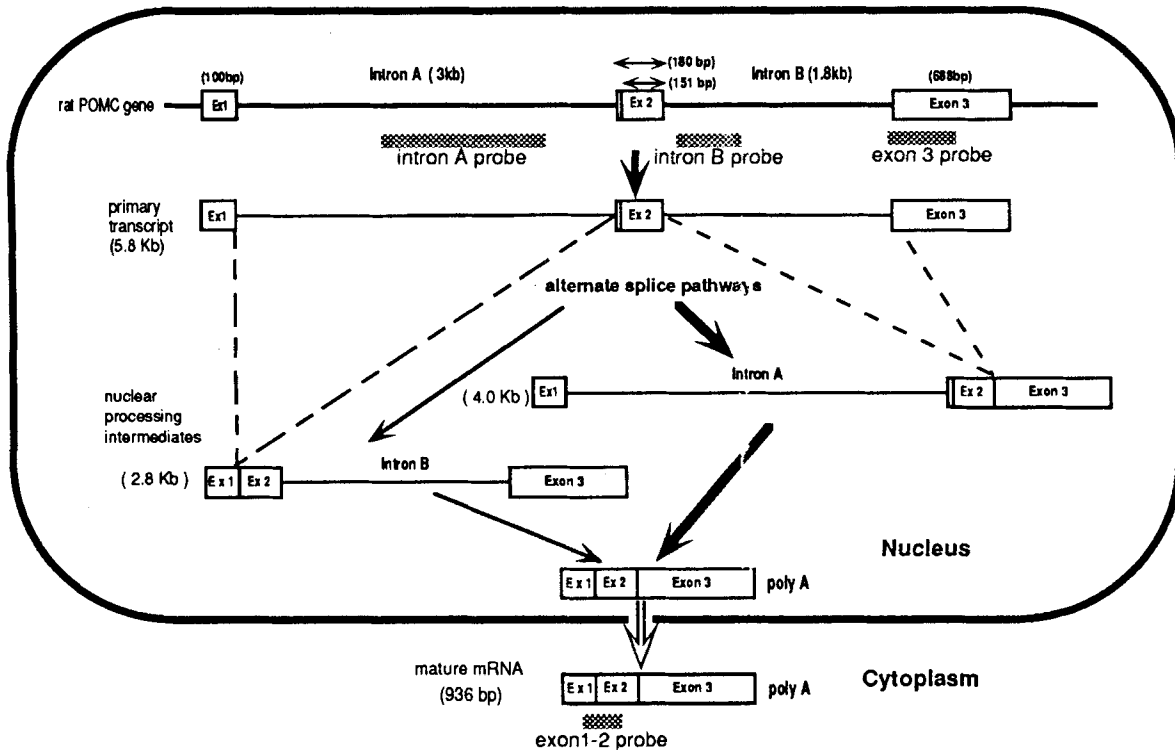 (180 bp)
(100bp)
Intron A ( 3kb)
(151 bp)
Intron B (1.8kb)
(688bp)
rat POMC gene
Ex1
Ex 2
Exon 3
intron A probe
intron B probe
exon 3 probe
primary
transcript
(5.8 Kb)
Ex1
Ex 2
Exon 3
alternate splice pathways
Intron A
( 4.0 Kb)
Ex1
Ex 2
Exon 3
nuclear
processing
intermediates
( 2.8 Kb )
Intron B
Ex 1
Ex 2
Exon 3
Nucleus
Ex 1
Ex 2
Exon 3
poly A
mature mRNA
(936 bp)
Ex 1
Ex 2
Exon 3
poly A
Cytoplasm
exon1-2 probe